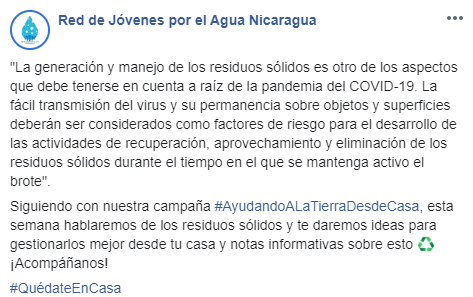 Red de Jóvenes por el Agua Nicaragua
"La generación y manejo de los residuos sólidos es otro de los aspectos
que debe tenerse en cuenta a raíz de la pandemia del COVID-19. La
fácil transmisión del virus y su permanencia sobre objetos y superficies
deberán ser considerados como factores de riesgo para el desarrollo de
las actividades de recuperación, aprovechamiento y eliminación de los
residuos sólidos durante el tiempo en el que se mantenga activo el
brote".
Siguiendo con nuestra campaña #AyudandoALaTierraDesdeCasa, esta
semana hablaremos de los residuos sólidos y te daremos ideas para
gestionarlos mejor desde tu casa y notas informativas sobre esto ♻
¡Acompáñanos!
#QuédateEnCasa